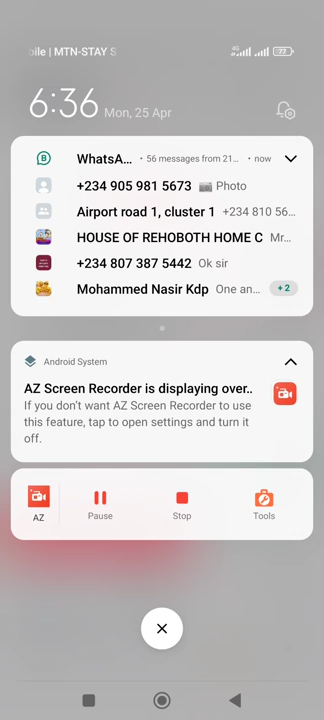 bile | MTN-STAY S
4G
77
6:36 Mon, 25 Apr
WhatsA... • 56 messages from 21... • now
+234 905 981 5673 📷 Photo
Airport road 1, cluster 1 +234 810 56...
HOUSE OF REHOBOTH HOME C Mr...
+234 807 387 5442 Ok sir
Mohammed Nasir Kdp One an... +2
Android System
AZ Screen Recorder is displaying over..
If you don't want AZ Screen Recorder to use
this feature, tap to open settings and turn it
off.
AZ Pause Stop Tools